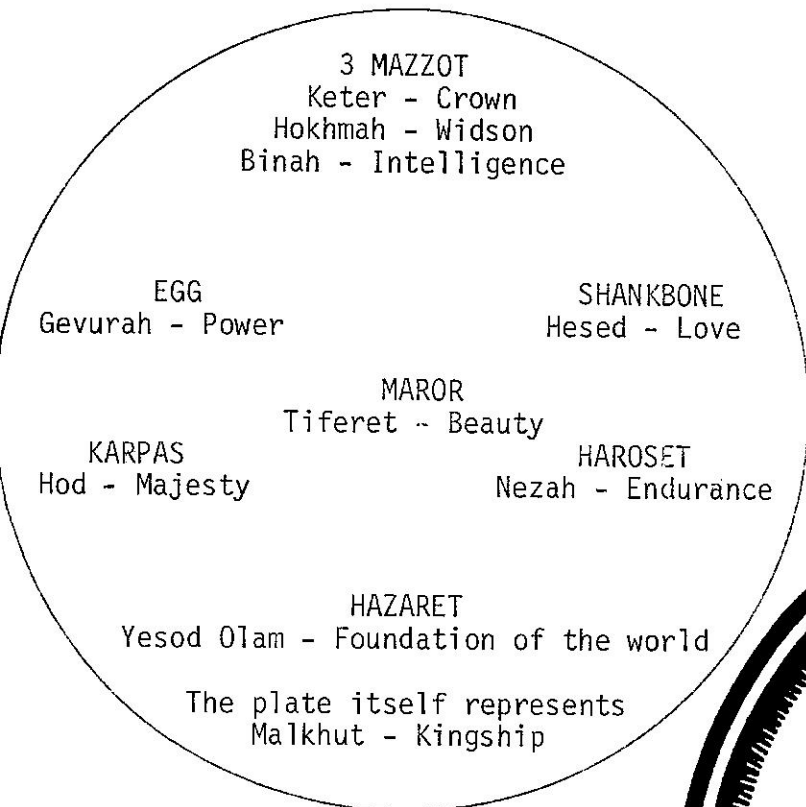 3 MAZZOT
Keter - Crown
Hokhmah - Widson
Binah - Intelligence
EGG
Gevurah - Power
SHANKBONE
Hesed - Love
MAROR
Tiferet - Beauty
KARPAS
Hod - Majesty
HAROSET
Nezah - Endurance
HAZARET
Yesod Olam - Foundation of the world
The plate itself represents
Malkhut - Kingship